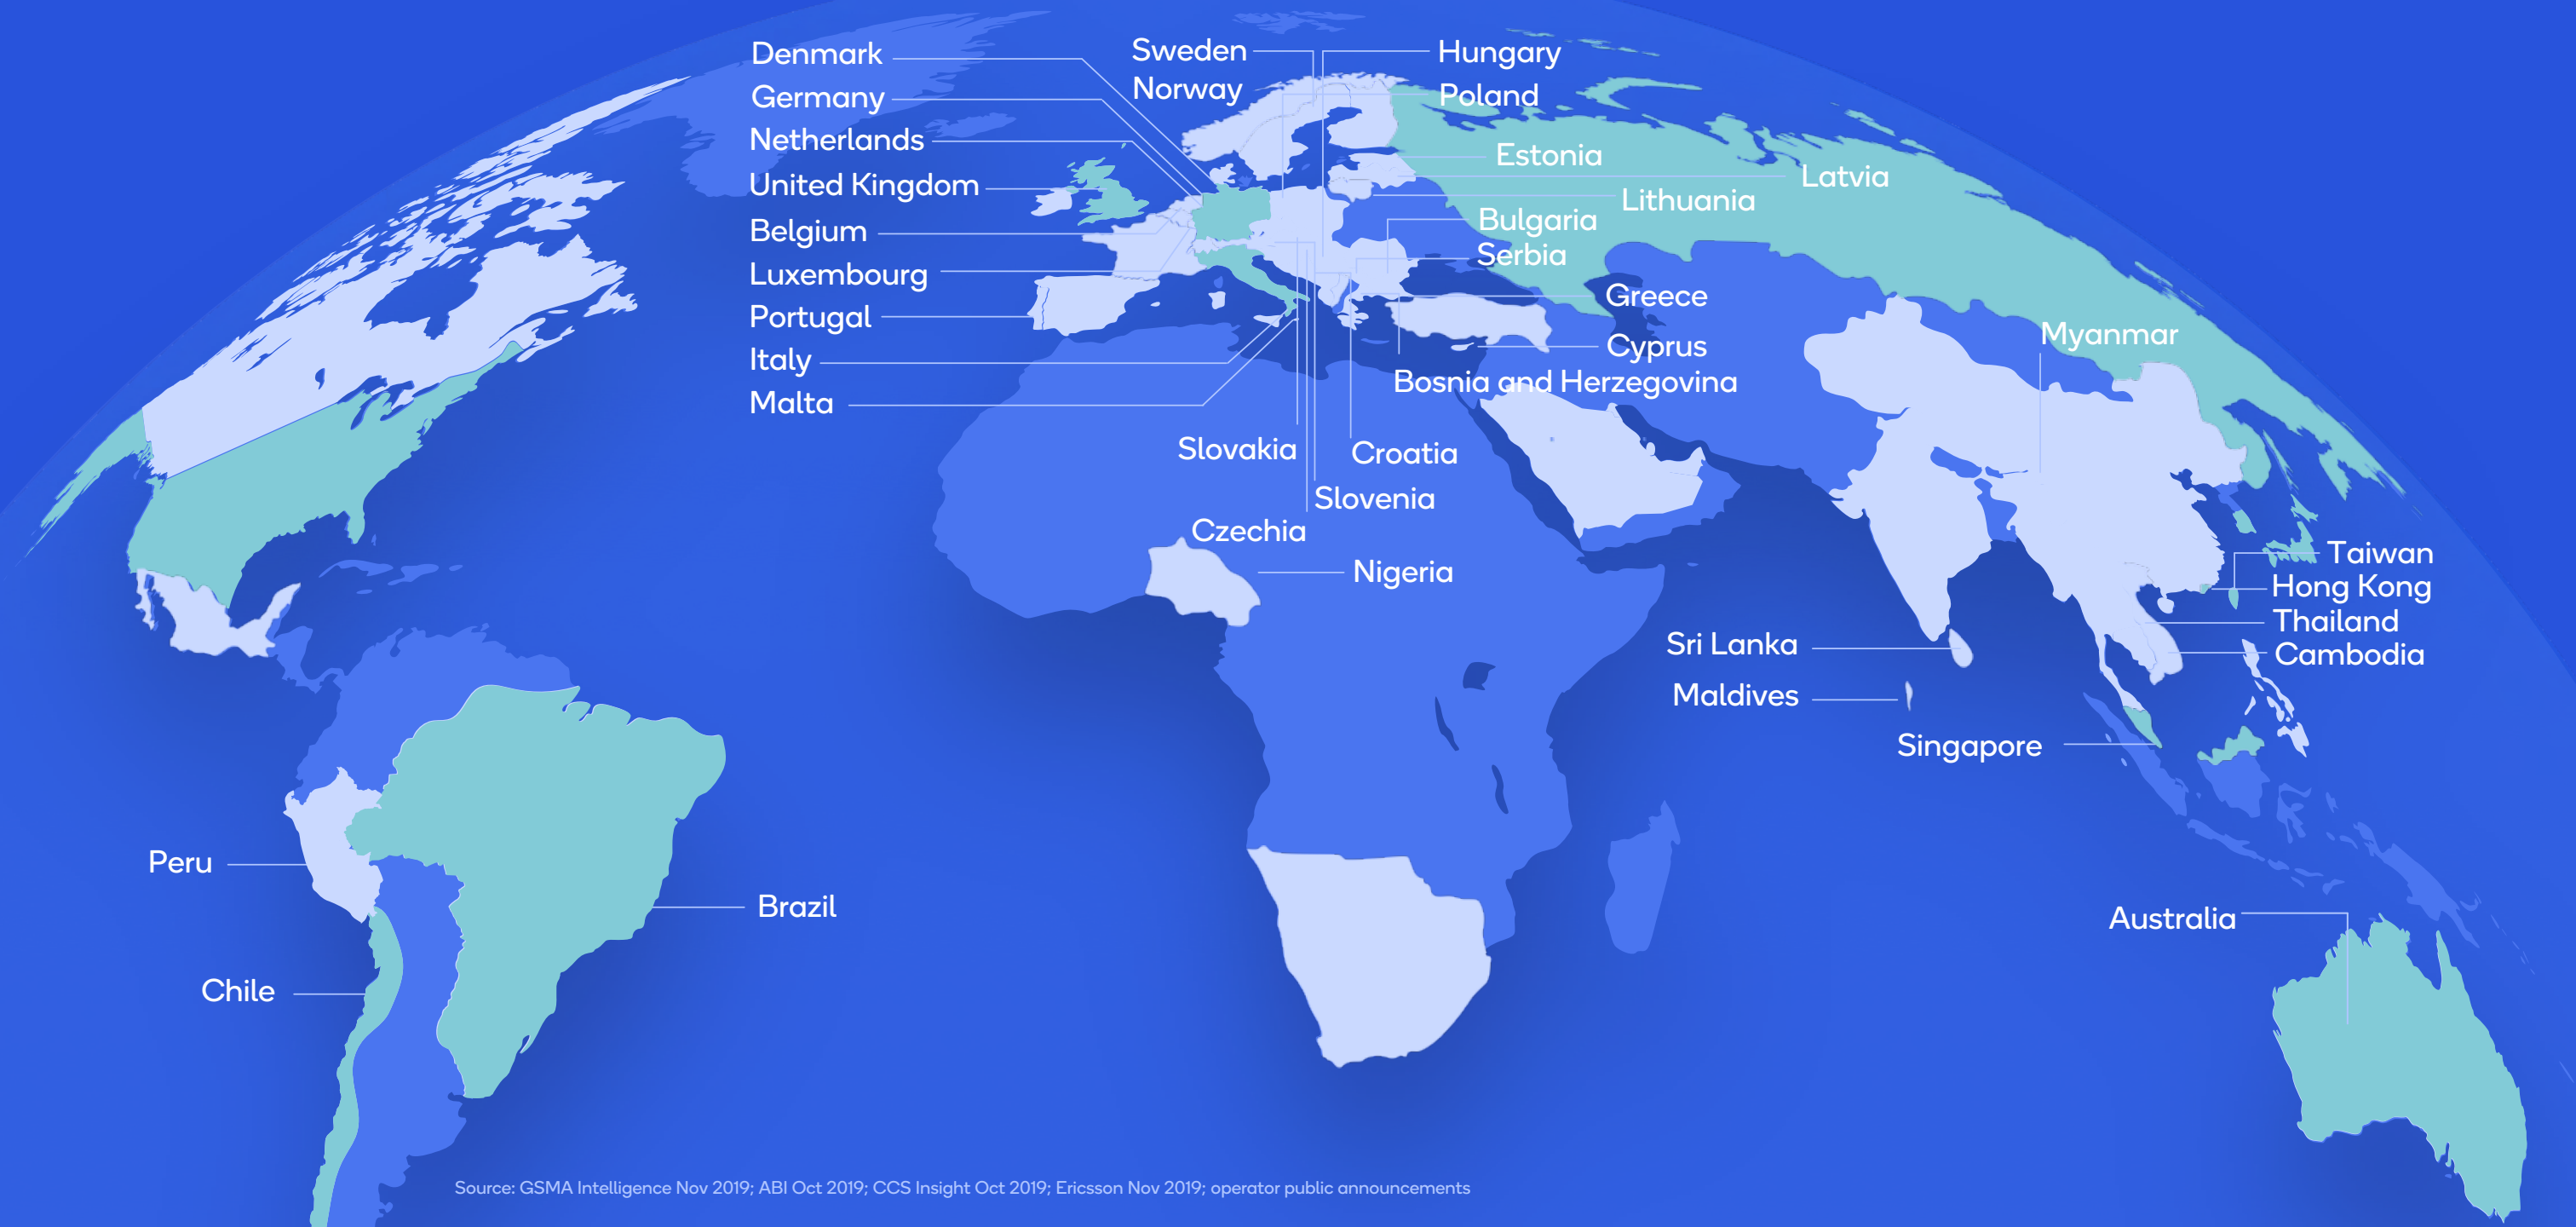 Denmark
Germany
Netherlands
United Kingdom
Belgium
Luxembourg
Portugal
Italy
Malta
Sweden
Norway
Hungary
Poland
Estonia
Latvia
Lithuania
Bulgaria
Serbia
Greece
Cyprus
Bosnia and Herzegovina
Slovakia
Croatia
Slovenia
Czechia
Nigeria
Myanmar
Taiwan
Hong Kong
Thailand
Cambodia
Sri Lanka
Maldives
Singapore
Peru
Brazil
Chile
Australia
Source: GSMA Intelligence Nov 2019; ABI Oct 2019; CCS Insight Oct 2019; Ericsson Nov 2019; operator public announcements